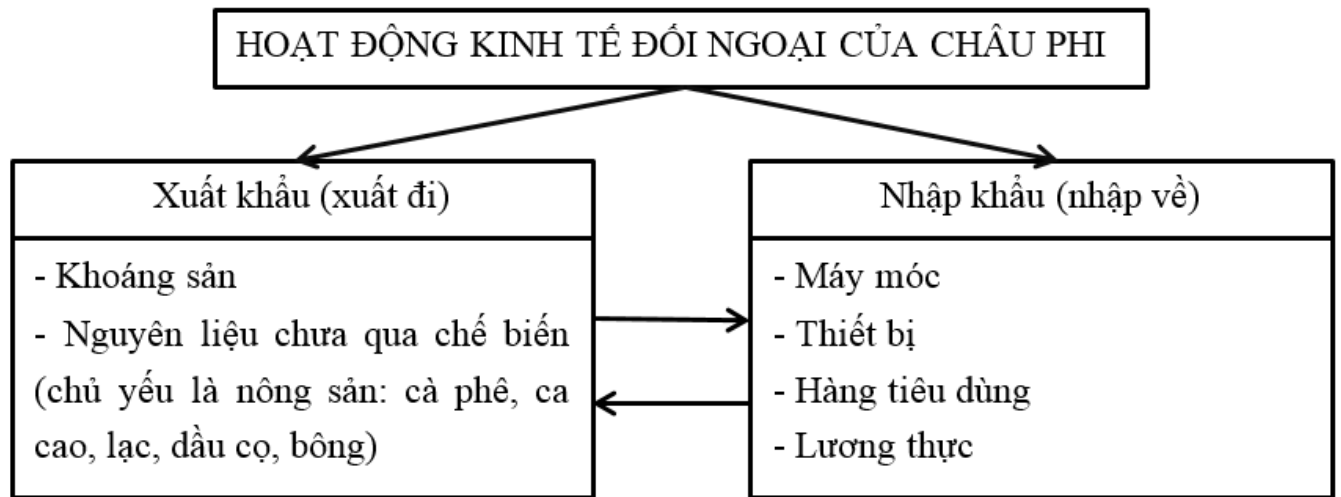 HOẠT ĐỘNG KINH TẾ ĐỐI NGOẠI CỦA CHÂU PHI
Xuất khẩu (xuất đi)
- Khoáng sản
- Nguyên liệu chưa qua chế biến
(chủ yếu là nông sản: cà phê, ca
cao, lạc, dầu cọ, bông)
Nhập khẩu (nhập về)
- Máy móc
- Thiết bị
- Hàng tiêu dùng
- Lương thực